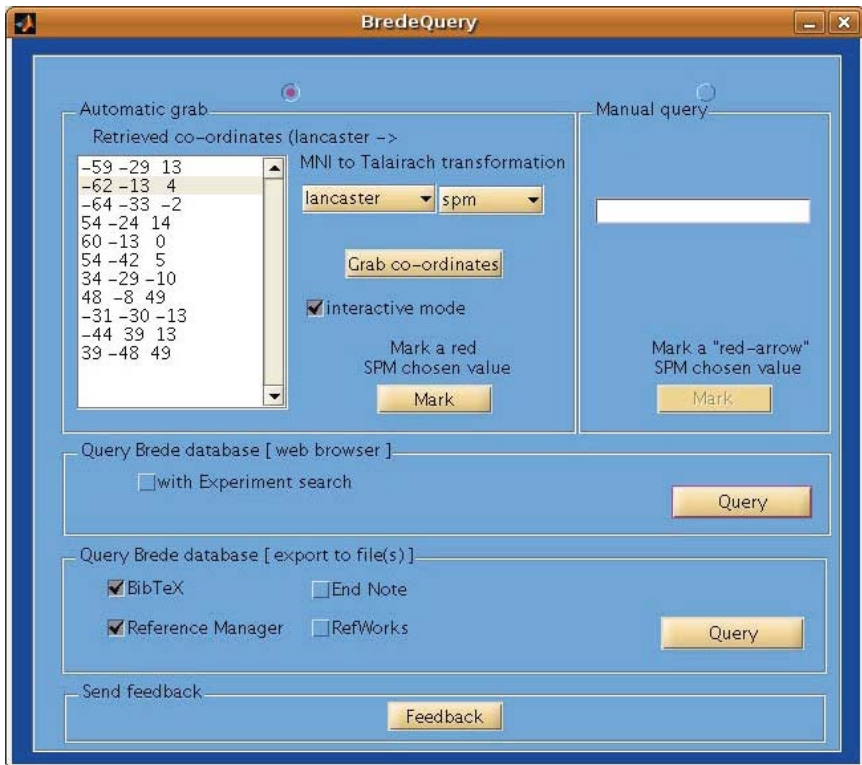 BredeQuery
Automatic grab
Retrieved co-ordinates (lancaster ->
-59 -29 13
-62 -13 4
-64 -33 -2
54 -24 14
60 -13 0
54 -42 5
34 -29 -10
48 -8 49
-31 -30 -13
-44 39 13
39 -48 49
MNI to Talairach transformation
lancaster spm
Grab co-ordinates
interactive mode
Mark a red
SPM chosen value
Mark
Manual query
Mark a "red-arrow"
SPM chosen value
Mark
Query Brede database [ web browser ]
with Experiment search
Query
Query Brede database [ export to file(s) ]
BibTeX End Note
Reference Manager RefWorks
Query
Send feedback
Feedback